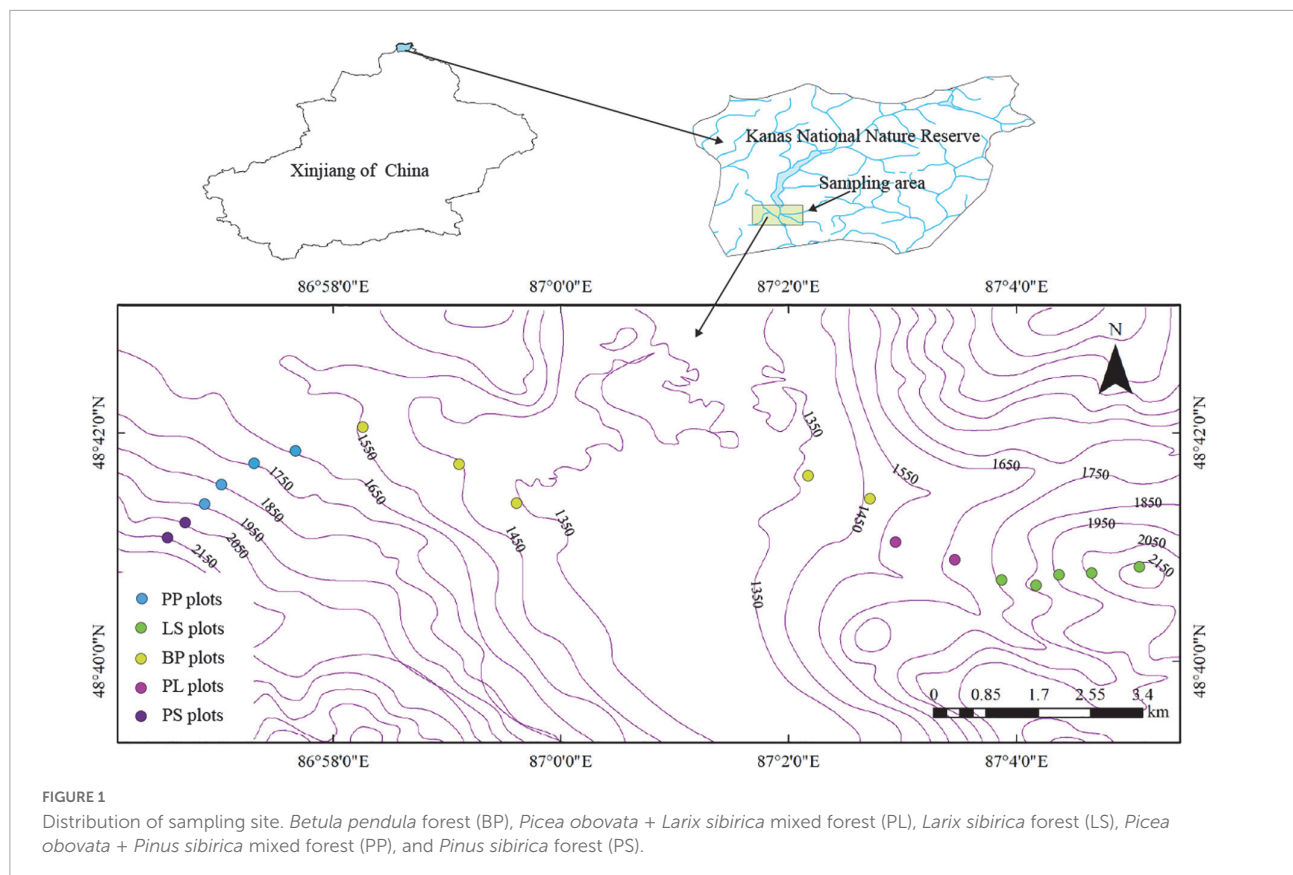 Xinjiang of China
Kanas National Nature Reserve
Sampling area
86°58'0"E
87°0'0"E
87°2'0"E
87°4'0"E
N
48°42'0"N
48°42'0"N
48°40'0"N
48°40'0"N
1550
1650
1750
1850
1950
2050
2150
1450
1350
1350
1350
1450
1550
1650
1750
1850
1950
2050
2150
PP plots
LS plots
BP plots
PL plots
PS plots
0 0.85 1.7 2.55 3.4
km
86°58'0"E
87°0'0"E
87°2'0"E
87°4'0"E
FIGURE 1
Distribution of sampling site. Betula pendula forest (BP), Picea obovata + Larix sibirica mixed forest (PL), Larix sibirica forest (LS), Picea
obovata + Pinus sibirica mixed forest (PP), and Pinus sibirica forest (PS).